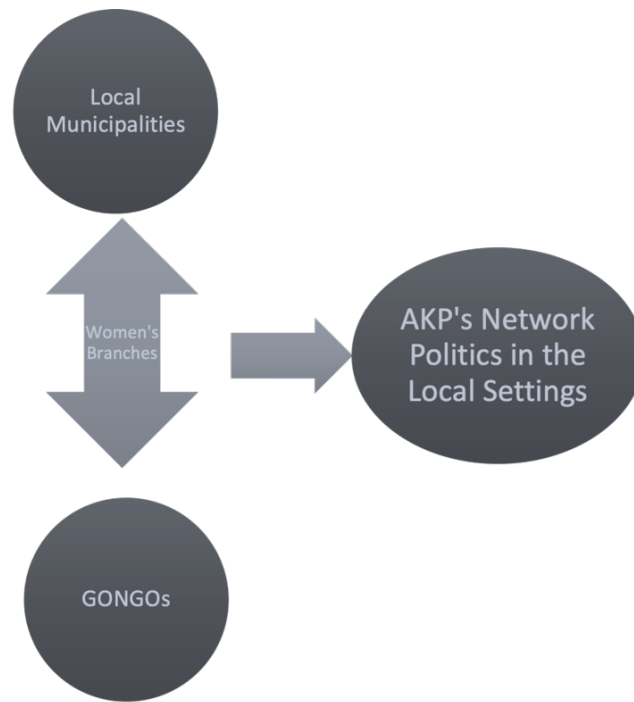 Local
Municipalities
Women's
Branches
AKP's Network
Politics in the
Local Settings
GONGOs